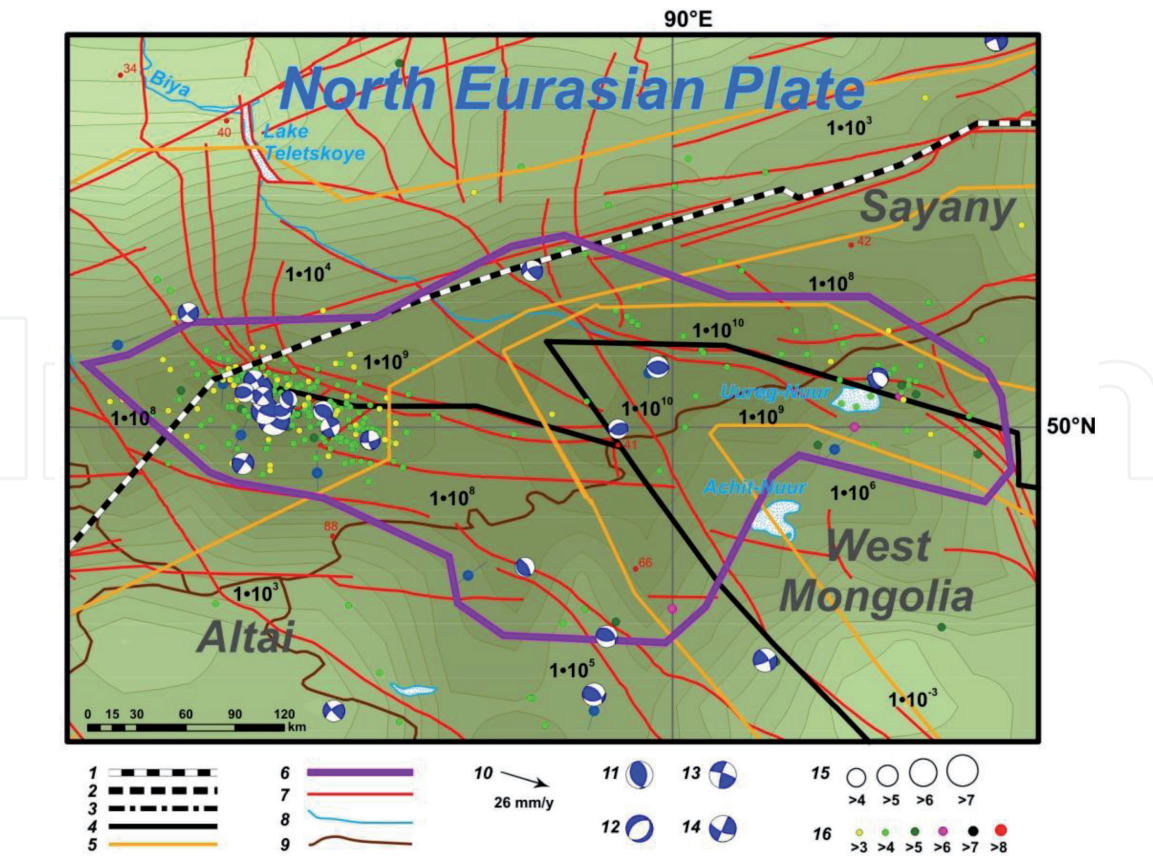 90°E
34
Biya
North Eurasian Plate
40
Lake
Teletskoye
1•10³
Sayany
42
1•10⁴
1•10⁸
1•10¹⁰
1•10⁹
Uureg-Nuur
1•10⁸
1•10¹⁰
1•10⁹
50°N
41
Achit-Nuur
1•10⁸
1•10⁶
88
West
Mongolia
66
1•10³
Altai
1•10⁵
1•10⁻³
0 15 30 60 90 120
km
1 6 10 11 13 15
26 mm/y
>4 >5 >6 >7
2 7
3 8 12 14 16
4
5 9
>3 >4 >5 >6 >7 >8